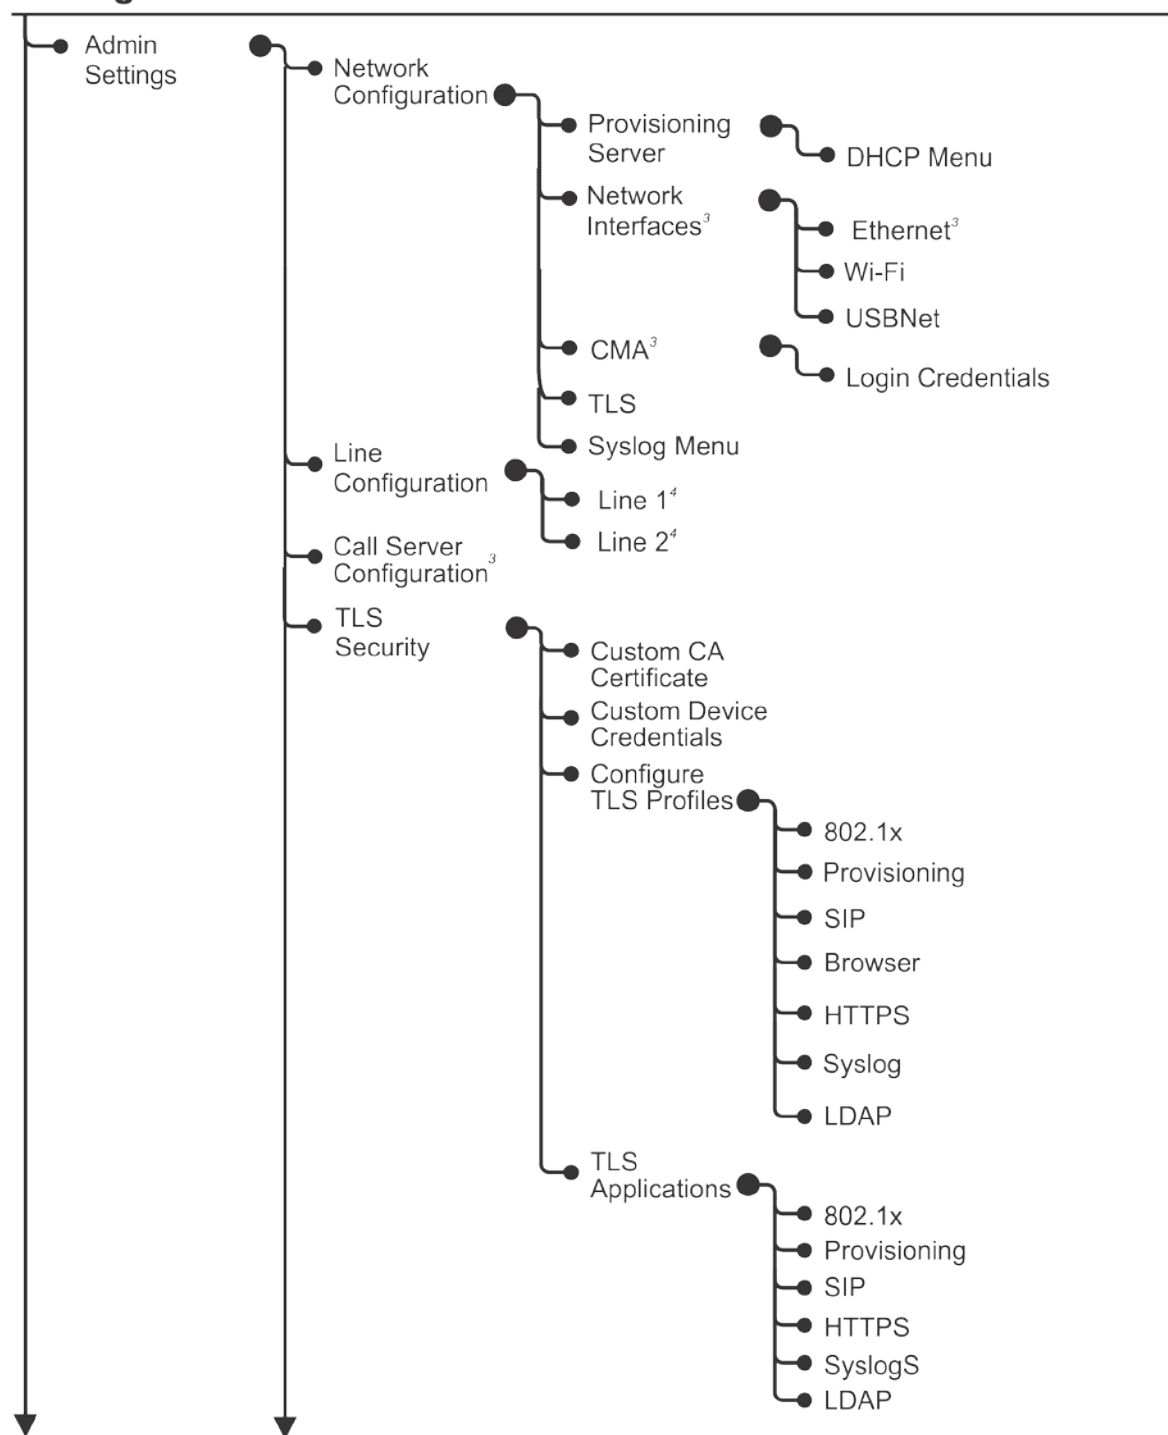 Admin
Settings
Network
Configuration
Provisioning
Server
DHCP Menu
Network
Interfaces³
Ethernet³
Wi-Fi
USBNet
CMA³
Login Credentials
TLS
Syslog Menu
Line
Configuration
Line 1⁴
Line 2⁴
Call Server
Configuration³
TLS
Security
Custom CA
Certificate
Custom Device
Credentials
Configure
TLS Profiles
802.1x
Provisioning
SIP
Browser
HTTPS
Syslog
LDAP
TLS
Applications
802.1x
Provisioning
SIP
HTTPS
SyslogS
LDAP